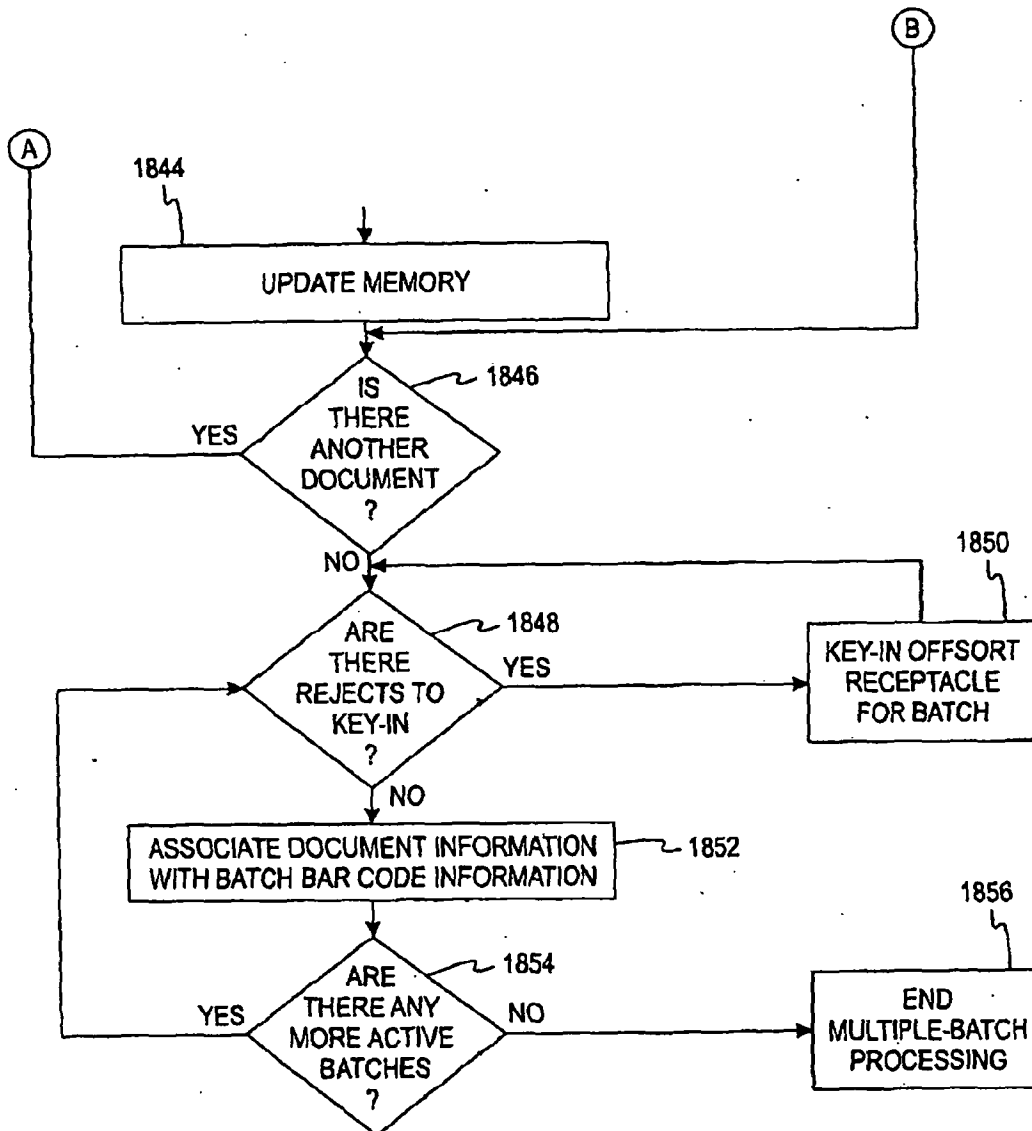 B
A
1844
UPDATE MEMORY
1846
IS
THERE
ANOTHER
DOCUMENT
?
YES
NO
1848
ARE
THERE
REJECTS TO
KEY-IN
?
YES
1850
KEY-IN OFFSORT
RECEPTACLE
FOR BATCH
NO
ASSOCIATE DOCUMENT INFORMATION
WITH BATCH BAR CODE INFORMATION
1852
1854
ARE
THERE ANY
MORE ACTIVE
BATCHES
?
YES
NO
1856
END
MULTIPLE-BATCH
PROCESSING